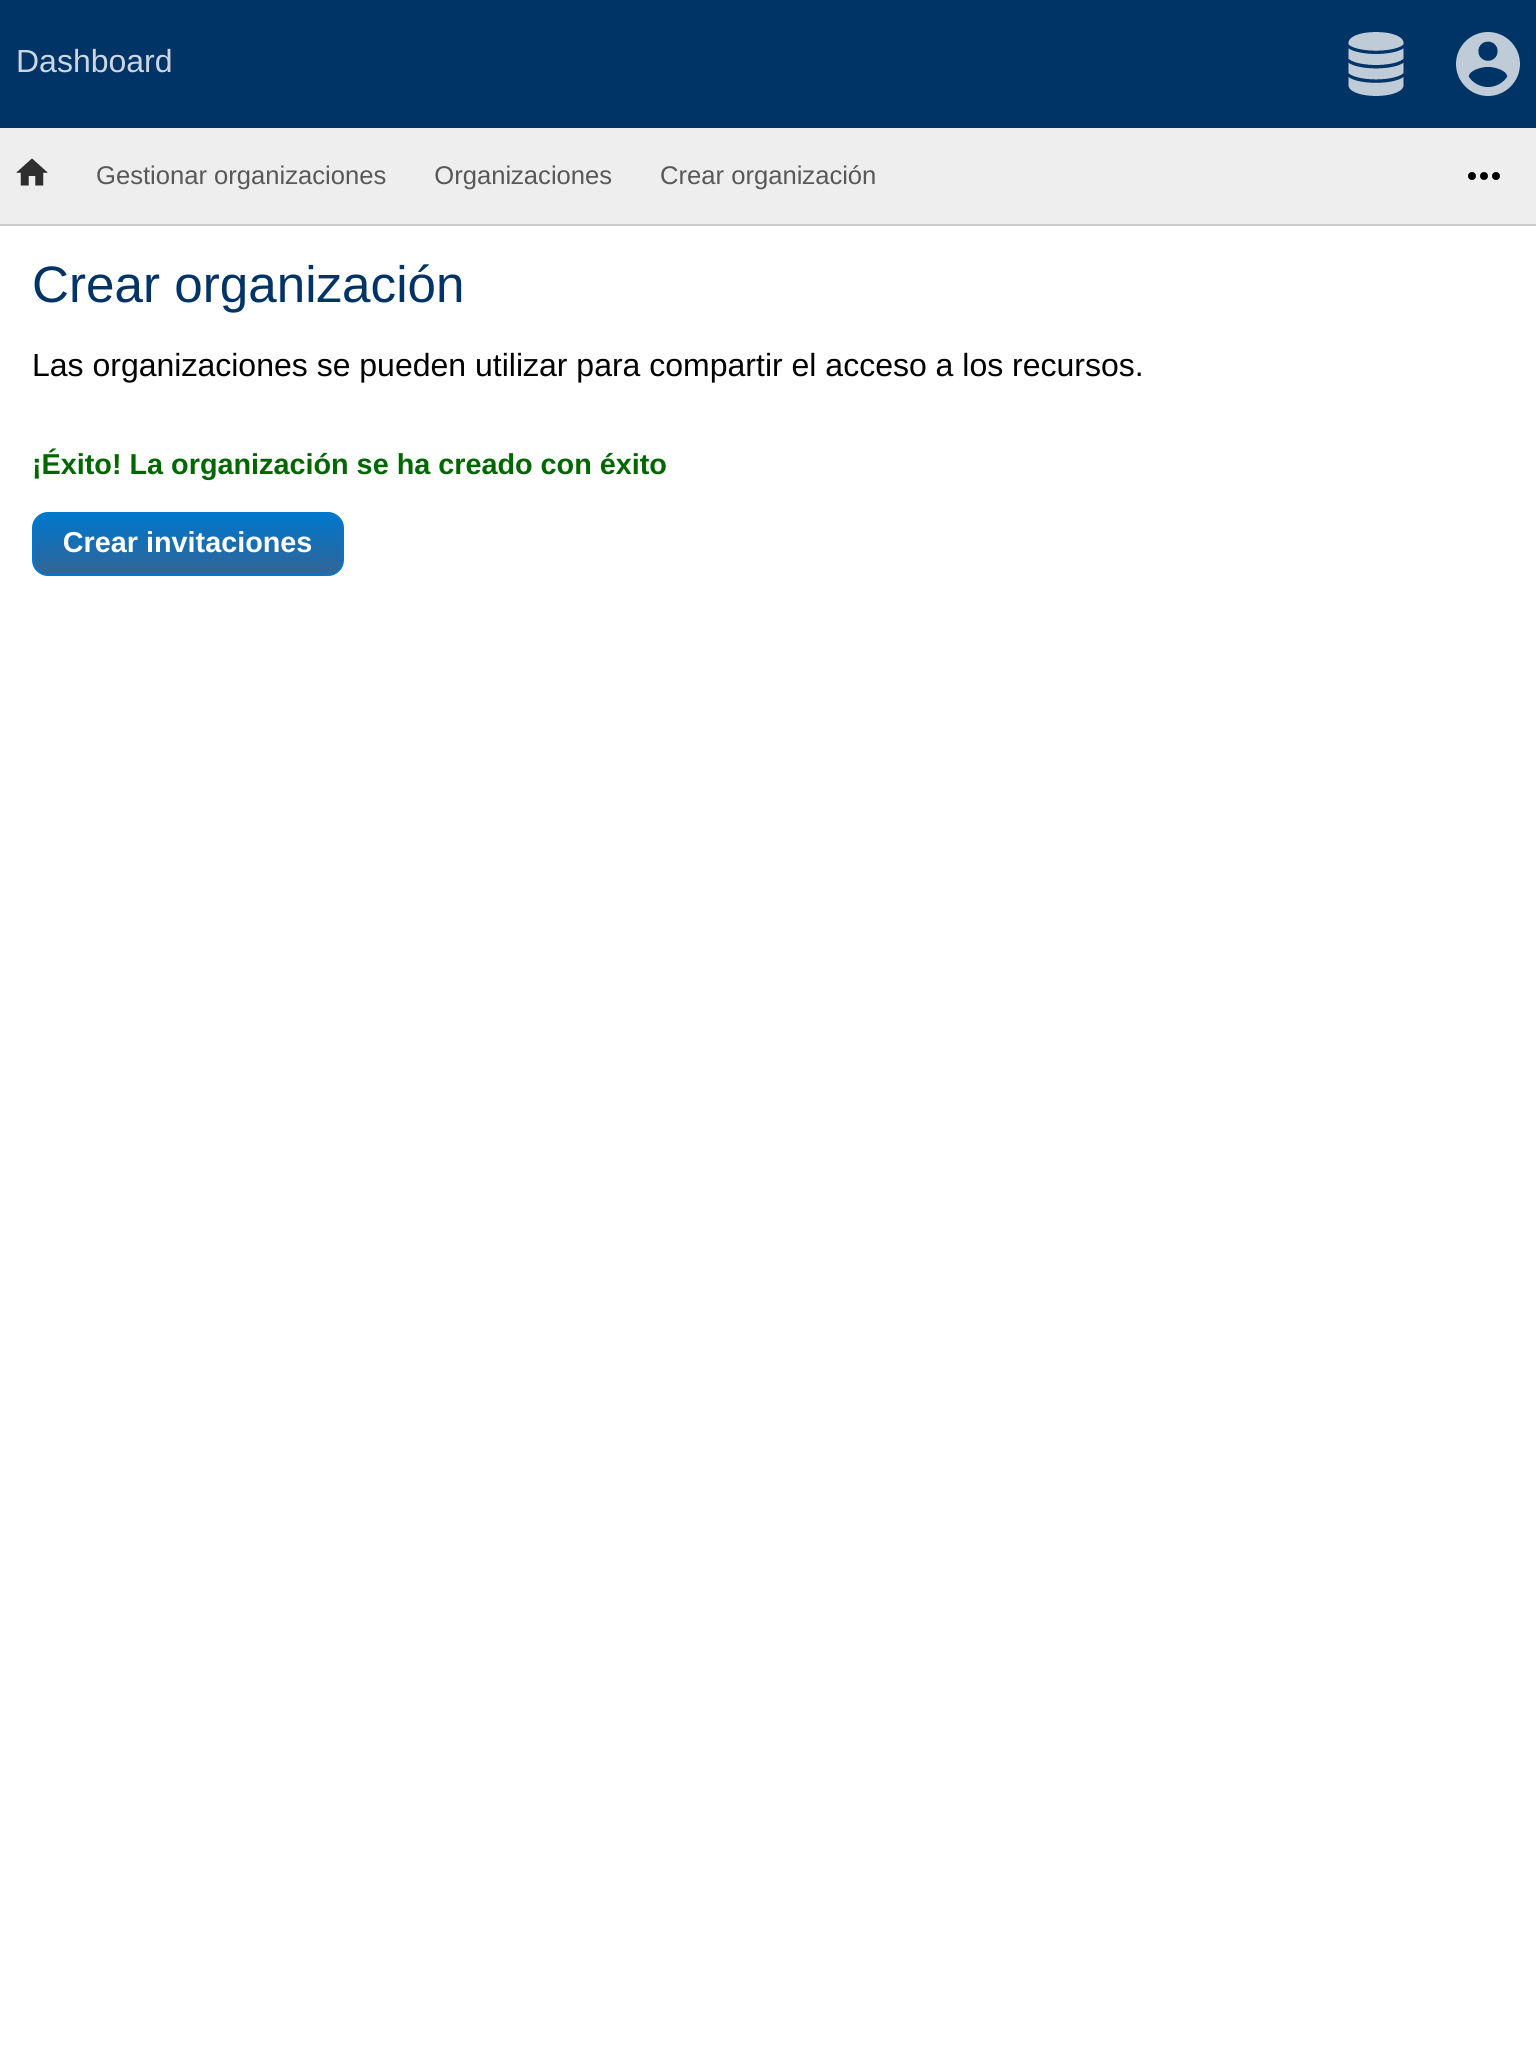 Dashboard
Gestionar organizaciones Organizaciones Crear organización
Crear organización
Las organizaciones se pueden utilizar para compartir el acceso a los recursos.
¡Éxito! La organización se ha creado con éxito
Crear invitaciones